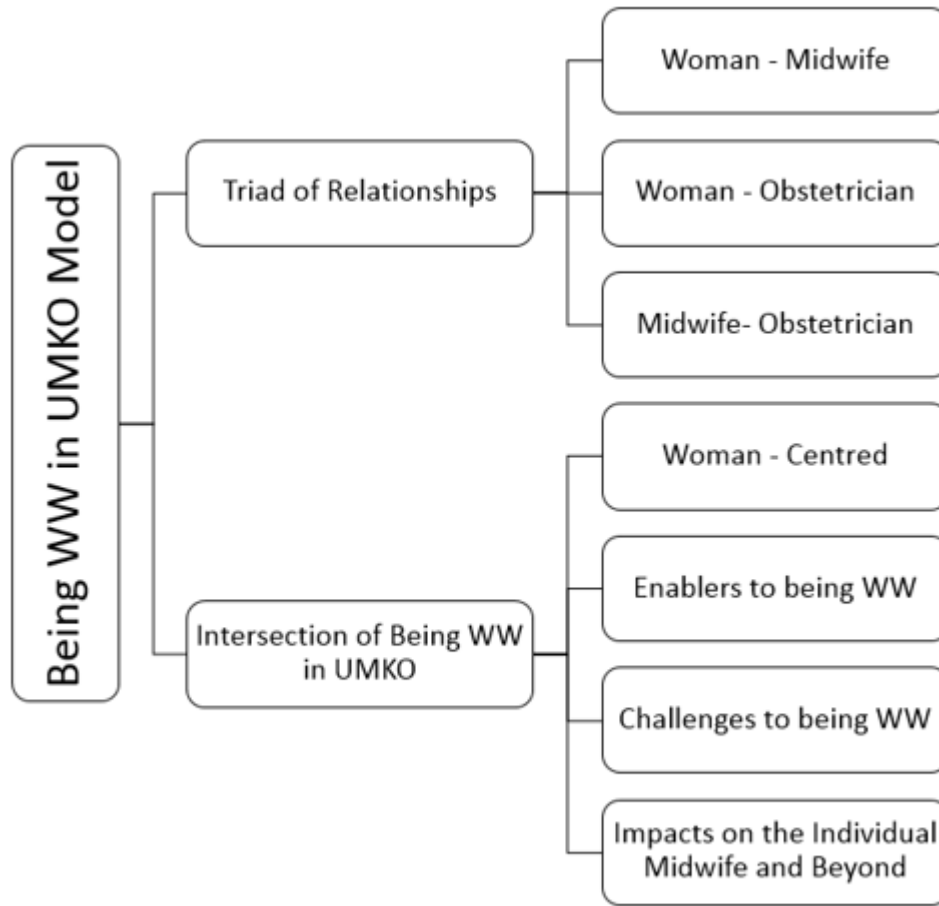 Being WW in UMKO Model
Triad of Relationships
Woman - Midwife
Woman - Obstetrician
Midwife- Obstetrician
Intersection of Being WW
in UMKO
Woman - Centred
Enablers to being WW
Challenges to being WW
Impacts on the Individual
Midwife and Beyond